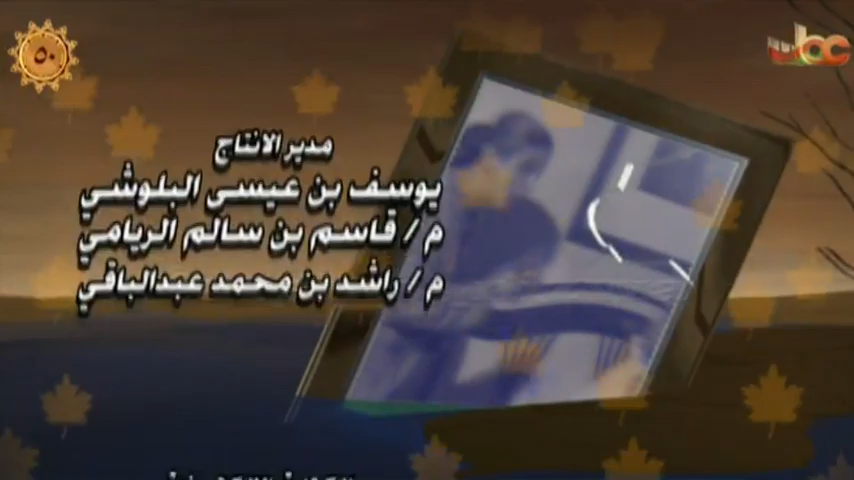 ٥٠
مدير الانتاج
يوسف بن عيسى البلوشي
م / قاسم بن سالم الريامي
م / راشد بن محمد عبدالباقي